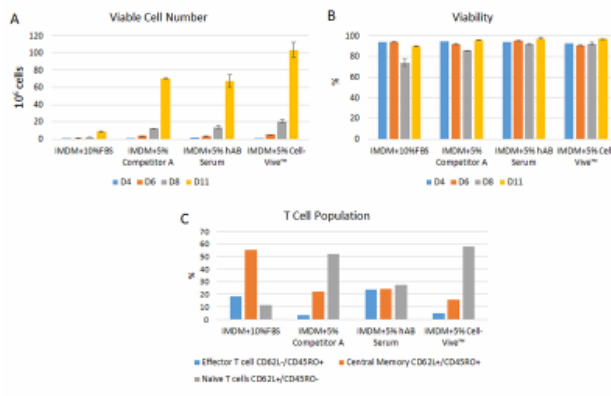 A
Viable Cell Number
120
100
80
60
40
20
0
10⁶ cells
IMDM+10%FBS IMDM+5% Competitor A IMDM+5% hAB Serum IMDM+5% Cell-Vive™
D4 D6 D8 D11
B
Viability
100
80
60
40
20
0
%
IMDM+10%FBS IMDM+5% Competitor A IMDM+5% hAB Serum IMDM+5% Cell-Vive™
D4 D6 D8 D11
C
T Cell Population
70
60
50
40
30
20
10
0
%
IMDM+10%FBS IMDM+5% Competitor A IMDM+5% hAB Serum IMDM+5% Cell-Vive™
Effector T cell CD62L-/CD45RO+ Central Memory CD62L+/CD45RO+
Naive T cells CD62L+/CD45RO-